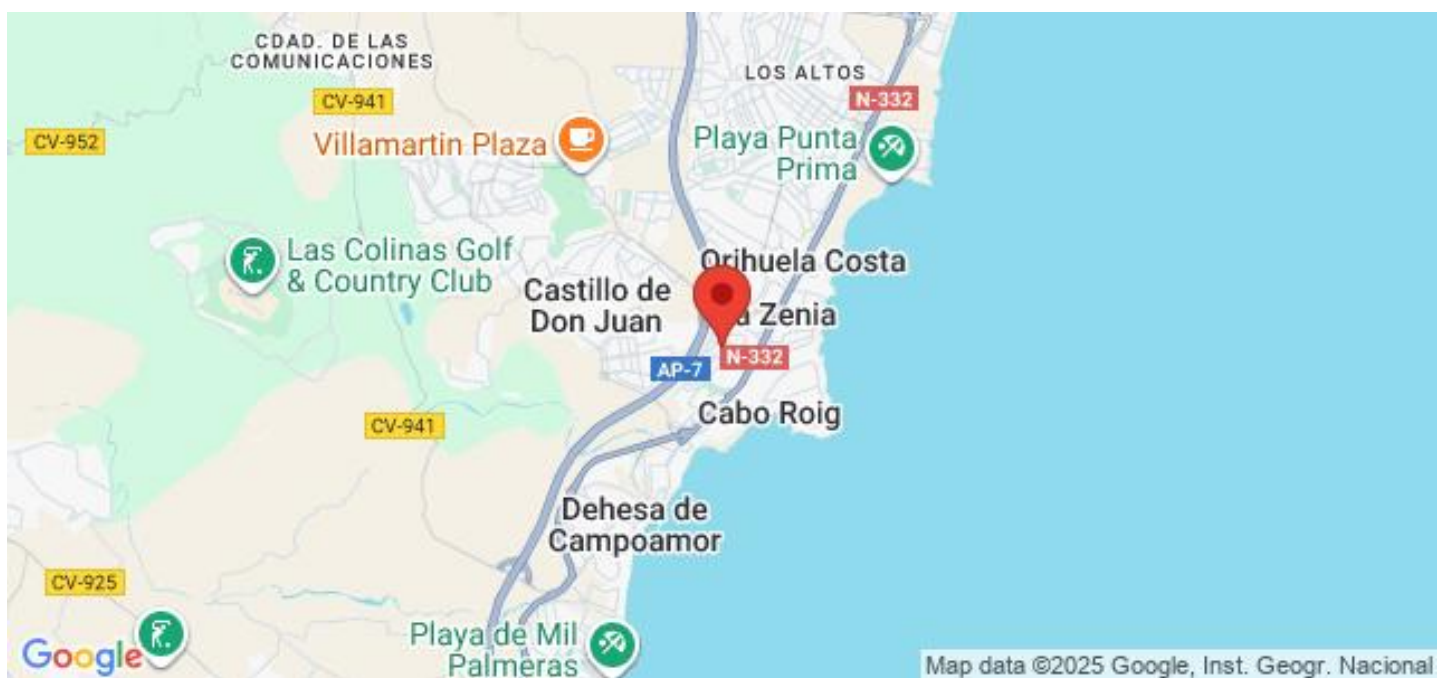 CDAD. DE LAS
COMUNICACIONES
LOS ALTOS
CV-941
N-332
CV-952
Villamartin Plaza
Playa Punta
Prima
Las Colinas Golf
& Country Club
Orihuela Costa
Castillo de
Don Juan
Zenia
N-332
AP-7
Cabo Roig
CV-941
Dehesa de
Campoamor
CV-925
Playa de Mil
Palmeras
Google
Map data ©2025 Google, Inst. Geogr. Nacional